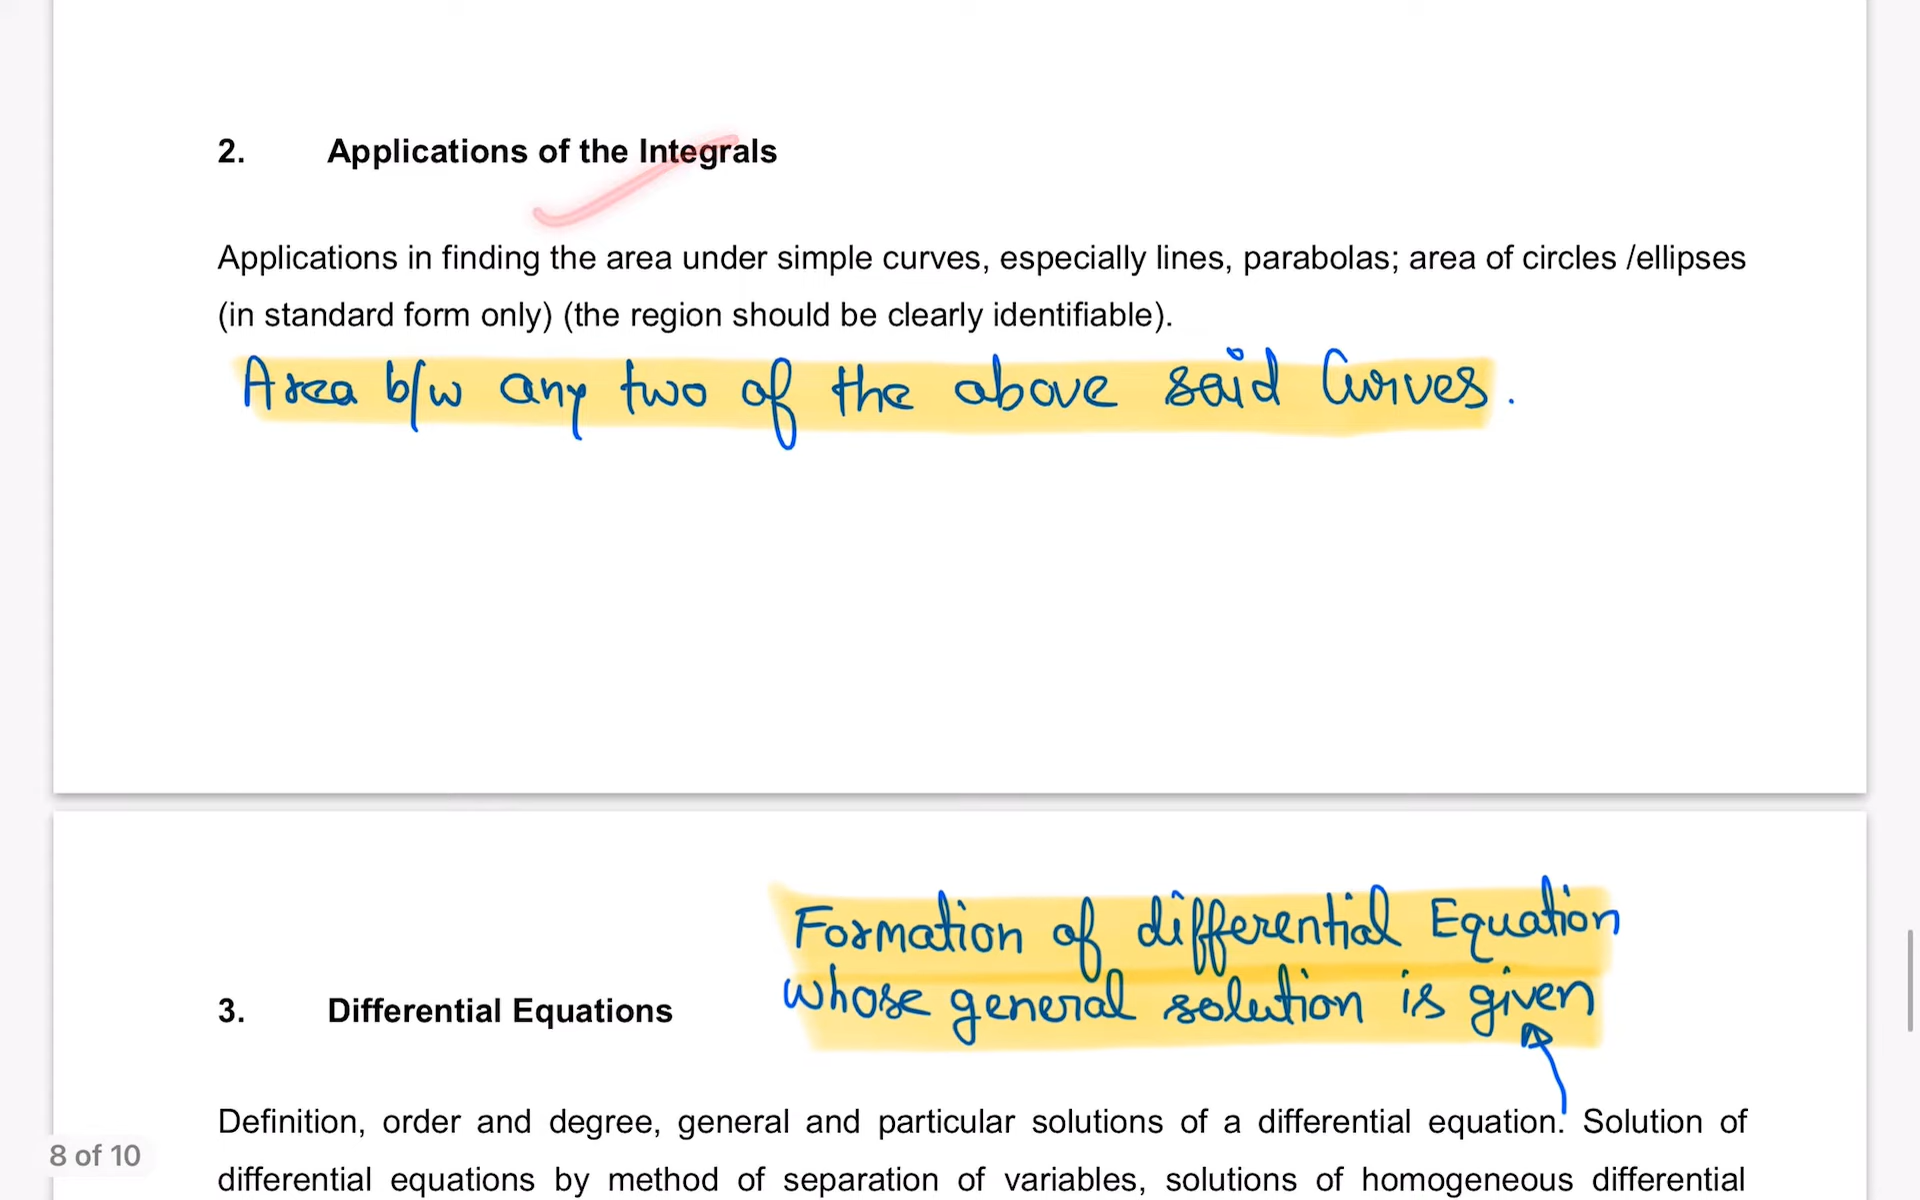 2. Applications of the Integrals
Applications in finding the area under simple curves, especially lines, parabolas; area of circles /ellipses
(in standard form only) (the region should be clearly identifiable).
Area b/w any two of the above said Curves.
Formation of differential Equation
whose general solution is given
3. Differential Equations
Definition, order and degree, general and particular solutions of a differential equation. Solution of
differential equations by method of separation of variables, solutions of homogeneous differential
8 of 10